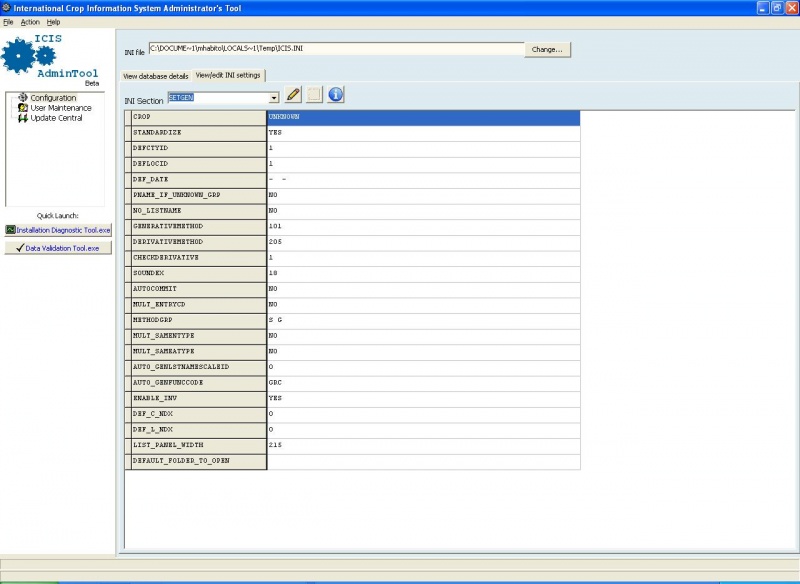 International Crop Information System Administrator's Tool
File Action Help
ICIS
AdminTool
Beta
Configuration
User Maintenance
Update Central
Quick Launch:
Installation Diagnostic Tool.exe
Data Validation Tool.exe
INI file C:\DOCUME~1\mhabito\LOCALS~1\Temp\ICIS.INI Change...
View database details View/edit INI settings
INI Section SETGEN
CROP UNKNOWN
STANDARDIZE YES
DEFCTYID 1
DEFLOCID 1
DEF_DATE - -
PNAME_IF_UNKNOWN_GRP NO
NO_LISTNAME NO
GENERATIVEMETHOD 101
DERIVATIVEMETHOD 205
CHECKDERIVATIVE 1
SOUNDEX 18
AUTOCOMMIT NO
MULT_ENTRYCD NO
METHODGRP S G
MULT_SAMENTYPE NO
MULT_SAMEATYPE NO
AUTO_GENLSTNAMESCALEID 0
AUTO_GENFUNCCODE GRC
ENABLE_INV YES
DEF_C_NDX 0
DEF_L_NDX 0
LIST_PANEL_WIDTH 215
DEFAULT_FOLDER_TO_OPEN